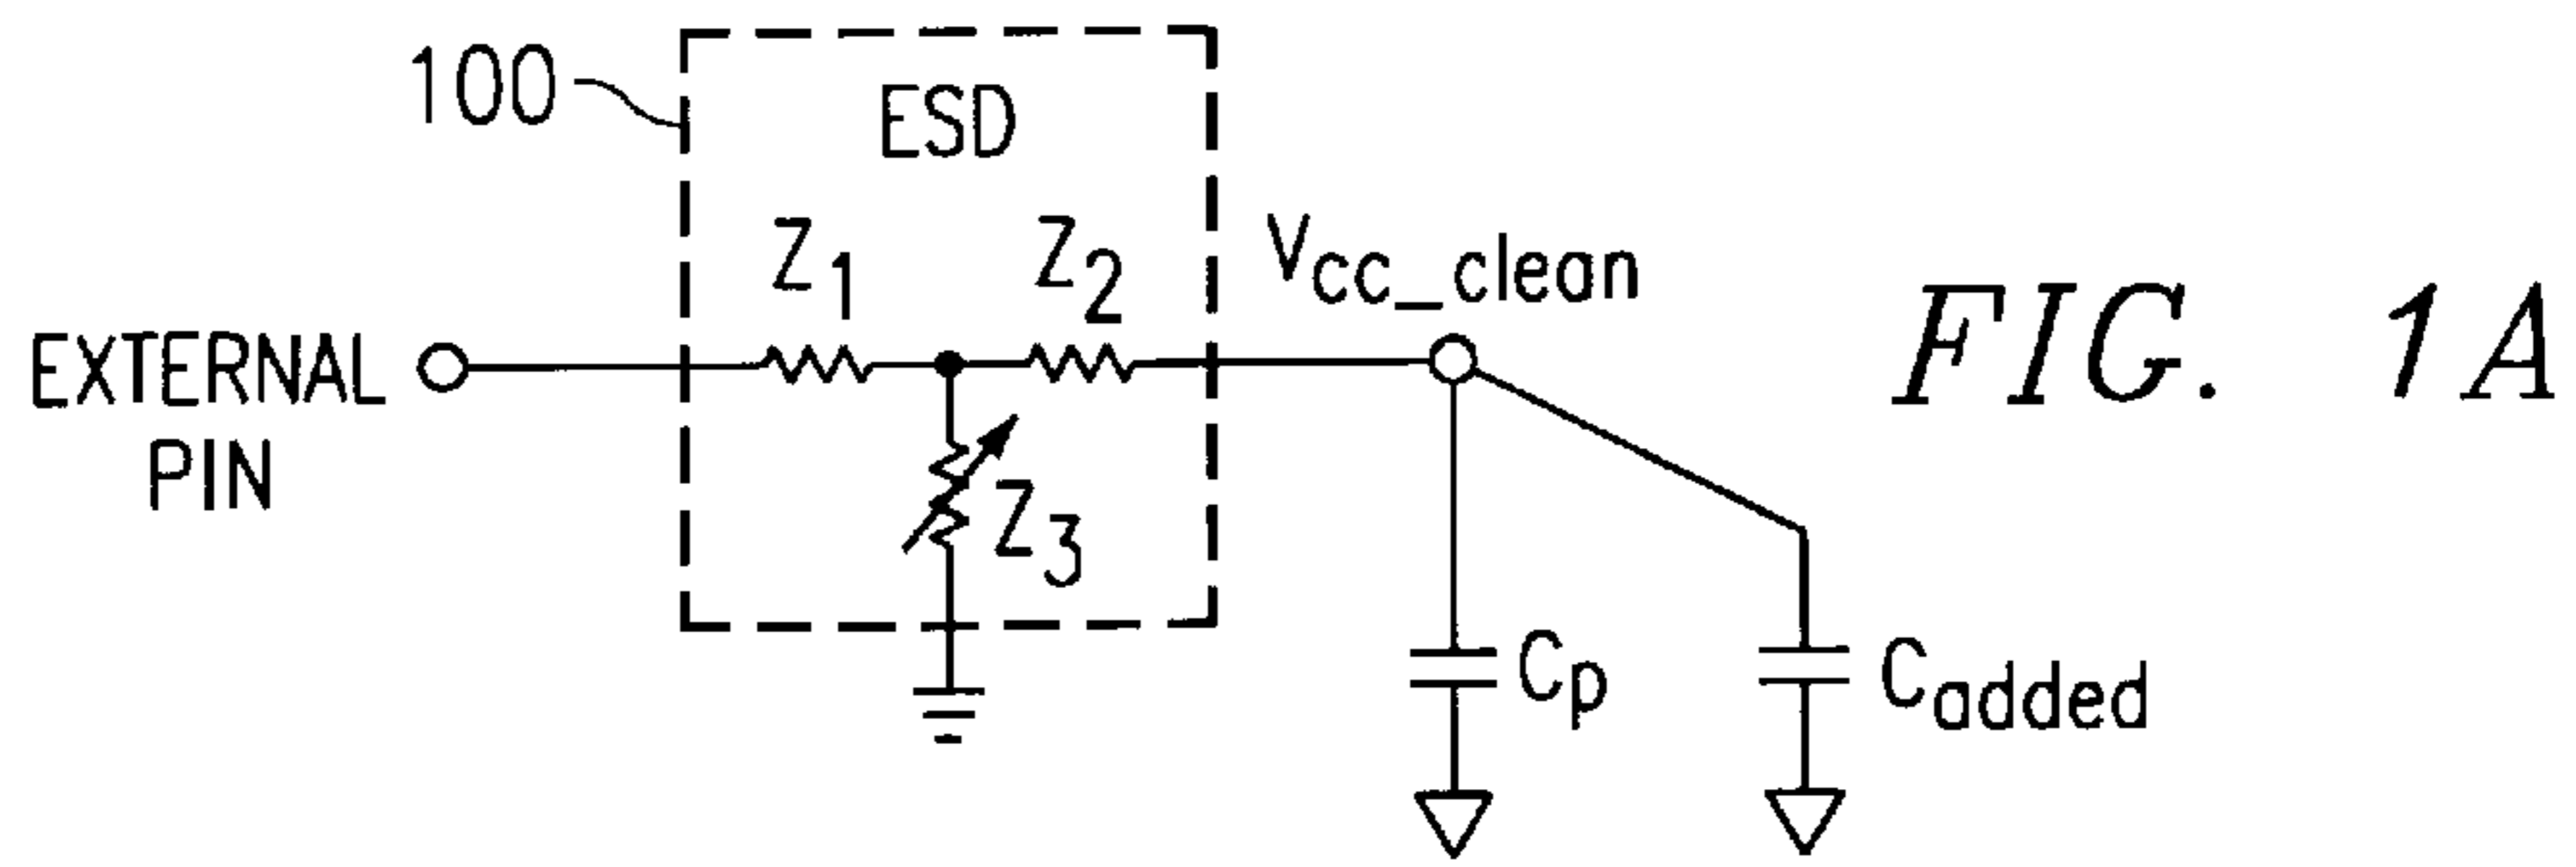 100
ESD
Z1
Z2
Vcc_clean
FIG. 1A
EXTERNAL
PIN
Z3
Cp
Cadded